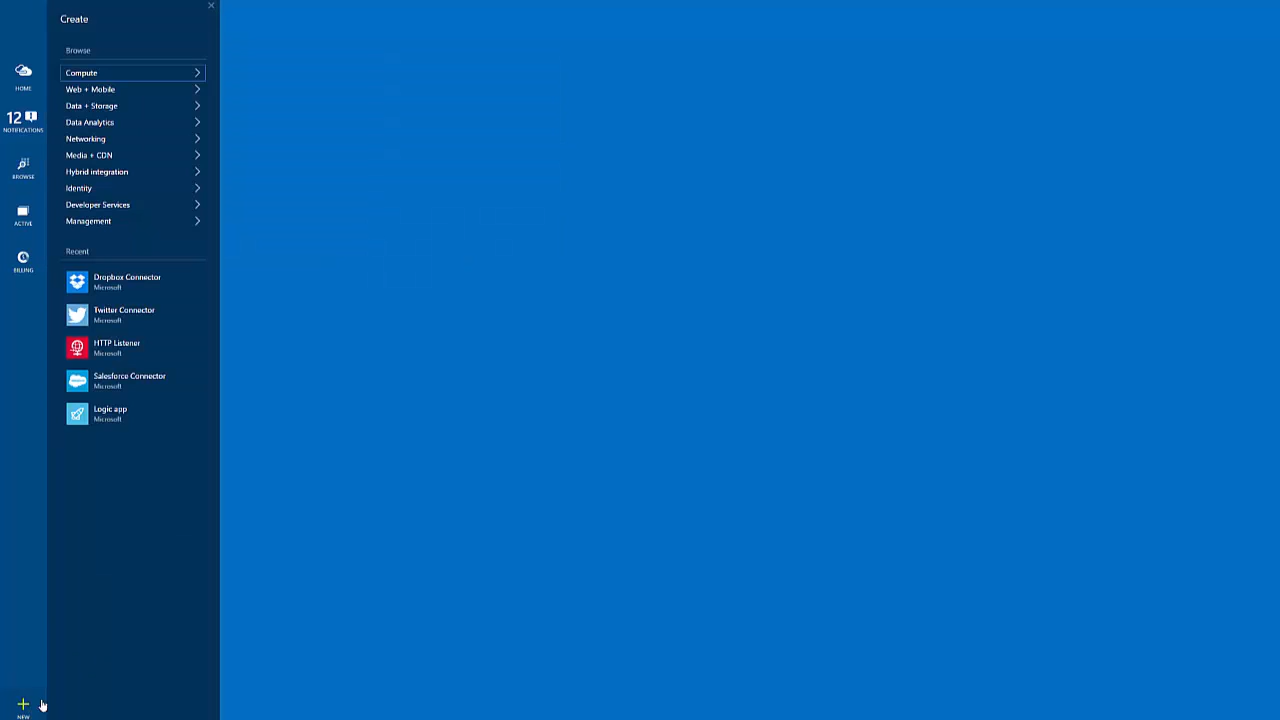 Create
Browse
Compute
Web + Mobile
Data + Storage
Data Analytics
Networking
Media + CDN
Hybrid integration
Identity
Developer Services
Management
Recent
Dropbox Connector
Microsoft
Twitter Connector
Microsoft
HTTP Listener
Microsoft
Salesforce Connector
Microsoft
Logic app
Microsoft
HOME
12
NOTIFICATIONS
BROWSE
ACTIVE
BILLING
NEW